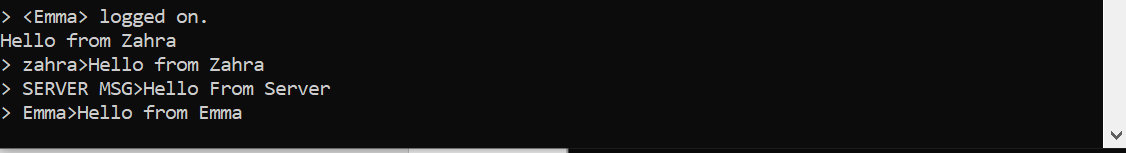 > <Emma> logged on.
Hello from Zahra
> zahra>Hello from Zahra
> SERVER MSG>Hello From Server
> Emma>Hello from Emma